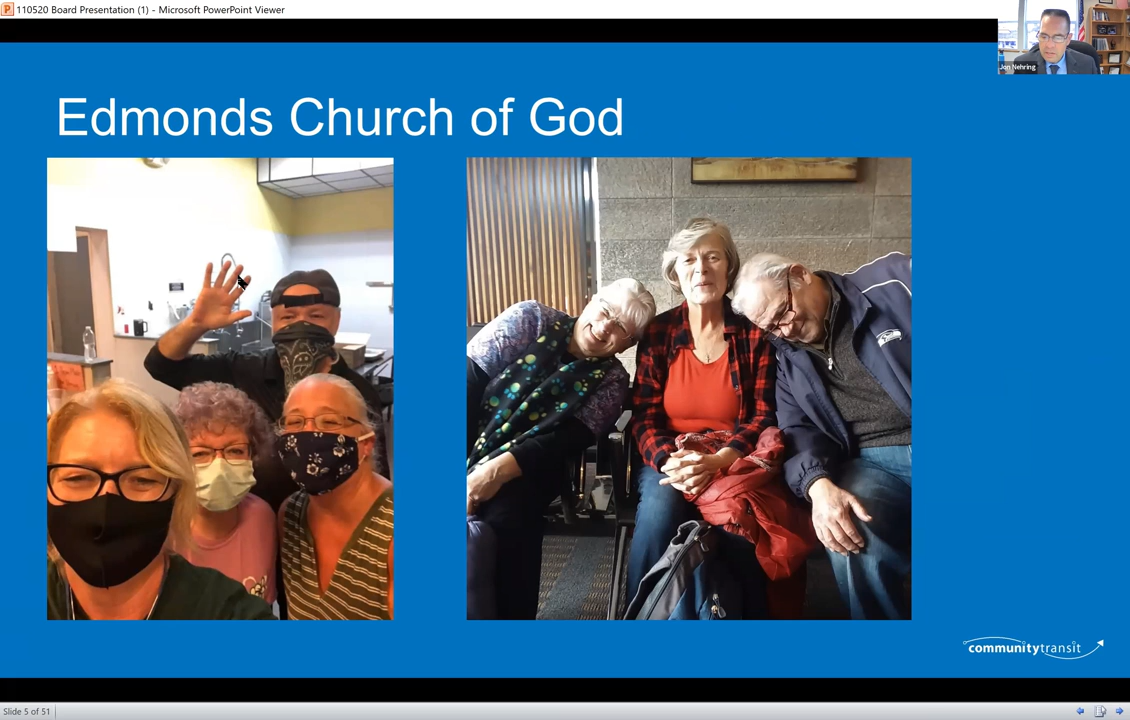 110520 Board Presentation (1) - Microsoft PowerPoint Viewer
Jon Nehring
Edmonds Church of God
communitytransit
Slide 5 of 51